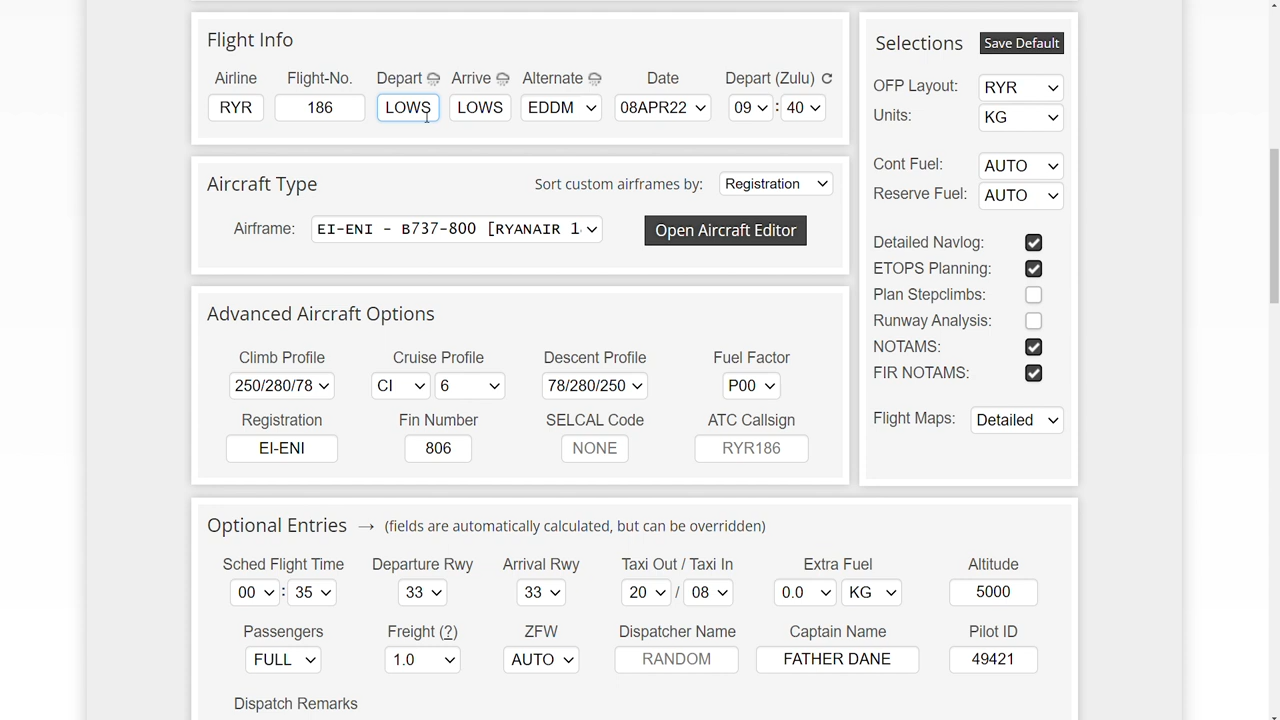 Flight Info
Airline Flight-No. Depart Arrive Alternate Date Depart (Zulu)
RYR 186 LOWS LOWS EDDM 08APR22 09 : 40
Aircraft Type Sort custom airframes by: Registration
Airframe: EI-ENI - B737-800 [RYANAIR 1 Open Aircraft Editor
Advanced Aircraft Options
Climb Profile Cruise Profile Descent Profile Fuel Factor
250/280/78 CI 6 78/280/250 P00
Registration Fin Number SELCAL Code ATC Callsign
EI-ENI 806 NONE RYR186
Selections Save Default
OFP Layout: RYR
Units: KG
Cont Fuel: AUTO
Reserve Fuel: AUTO
Detailed Navlog:
ETOPS Planning:
Plan Stepclimbs:
Runway Analysis:
NOTAMS:
FIR NOTAMS:
Flight Maps: Detailed
Optional Entries → (fields are automatically calculated, but can be overridden)
Sched Flight Time Departure Rwy Arrival Rwy Taxi Out / Taxi In Extra Fuel Altitude
00 : 35 33 33 20 / 08 0.0 KG 5000
Passengers Freight (?) ZFW Dispatcher Name Captain Name Pilot ID
FULL 1.0 AUTO RANDOM FATHER DANE 49421
Dispatch Remarks